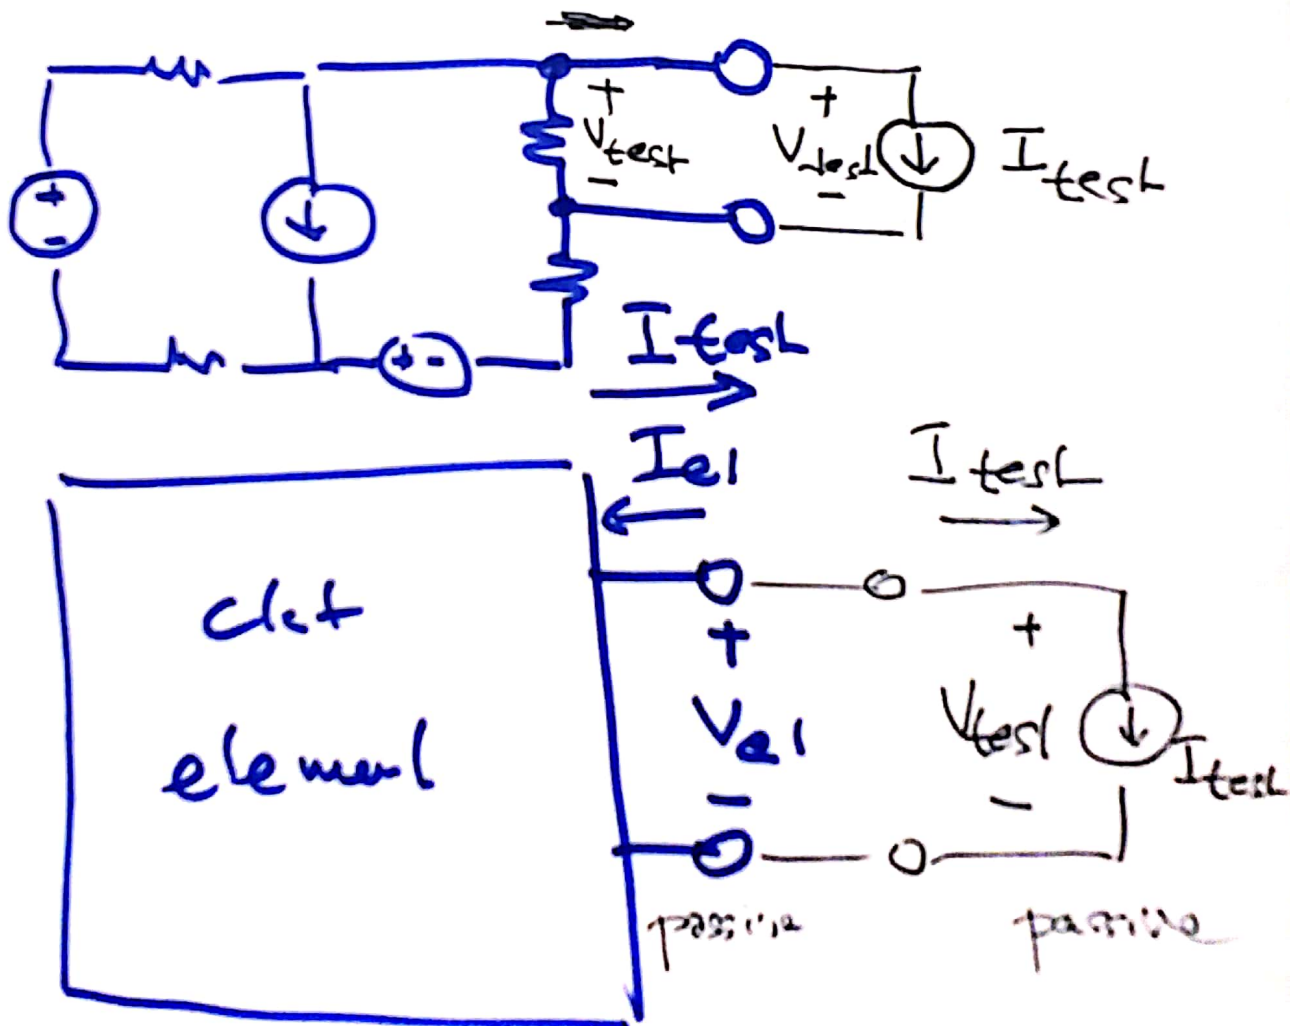 +
-
+
Vtest
-
+
Vtest
-
Itest
+ -
Itest
Iel
Itest
ckt
element
+
Vel
-
+
Vtest
-
Itest
passive
passive